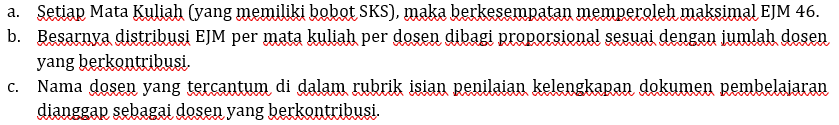 a. Setiap Mata Kuliah (yang memiliki bobot SKS), maka berkesempatan memperoleh maksimal EJM 46.
b. Besarnya distribusi EJM per mata kuliah per dosen dibagi proporsional sesuai dengan jumlah dosen
yang berkontribusi.
c. Nama dosen yang tercantum di dalam rubrik isian penilaian kelengkapan dokumen pembelajaran
dianggap sebagai dosen yang berkontribusi.